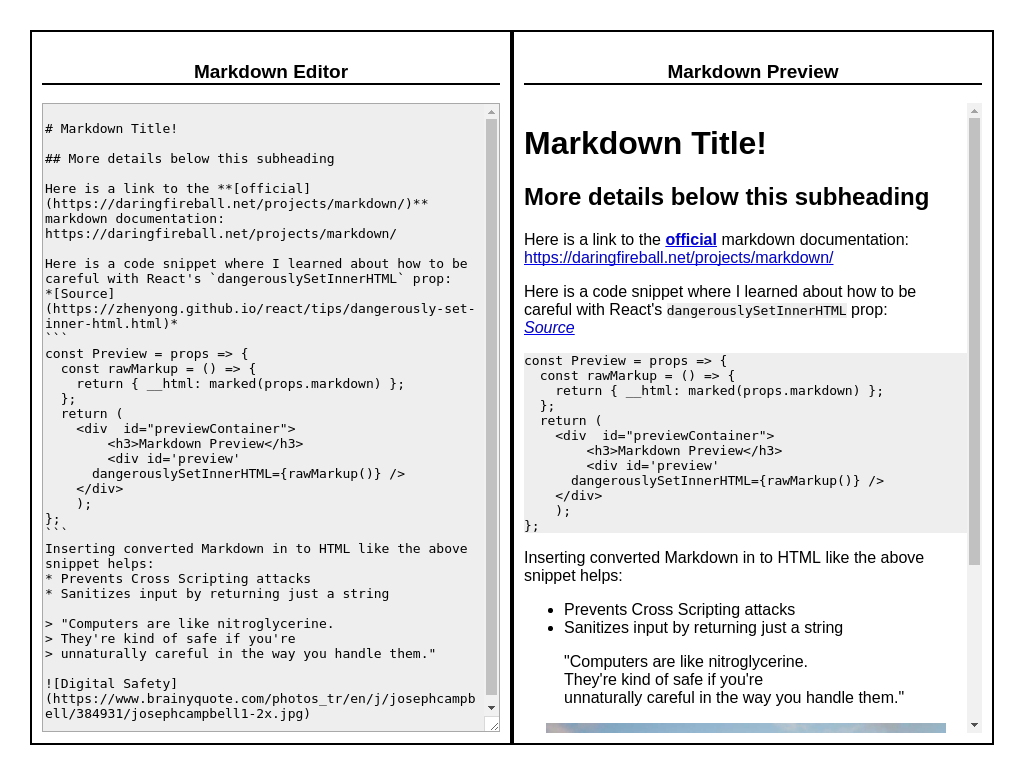 Markdown Editor
# Markdown Title!
## More details below this subheading
Here is a link to the **[official]
(https://daringfireball.net/projects/markdown/)**
markdown documentation:
https://daringfireball.net/projects/markdown/
Here is a code snippet where I learned about how to be
careful with React's `dangerouslySetInnerHTML` prop:
*[Source]
(https://zhenyong.github.io/react/tips/dangerously-set-
inner-html.html)*
```
const Preview = props => {
  const rawMarkup = () => {
    return { __html: marked(props.markdown) };
  };
  return (
    <div  id="previewContainer">
        <h3>Markdown Preview</h3>
        <div id='preview'
      dangerouslySetInnerHTML={rawMarkup()} />
    </div>
    );
};
```
Inserting converted Markdown in to HTML like the above
snippet helps:
* Prevents Cross Scripting attacks
* Sanitizes input by returning just a string
> "Computers are like nitroglycerine.
> They're kind of safe if you're
> unnaturally careful in the way you handle them."
![Digital Safety]
(https://www.brainyquote.com/photos_tr/en/j/josephcampb
ell/384931/josephcampbell1-2x.jpg)
Markdown Preview
Markdown Title!
More details below this subheading
Here is a link to the official markdown documentation:
https://daringfireball.net/projects/markdown/
Here is a code snippet where I learned about how to be
careful with React's dangerouslySetInnerHTML prop:
Source
const Preview = props => {
  const rawMarkup = () => {
    return { __html: marked(props.markdown) };
  };
  return (
    <div  id="previewContainer">
        <h3>Markdown Preview</h3>
        <div id='preview'
      dangerouslySetInnerHTML={rawMarkup()} />
    </div>
    );
};
Inserting converted Markdown in to HTML like the above
snippet helps:
• Prevents Cross Scripting attacks
• Sanitizes input by returning just a string
"Computers are like nitroglycerine.
They're kind of safe if you're
unnaturally careful in the way you handle them."